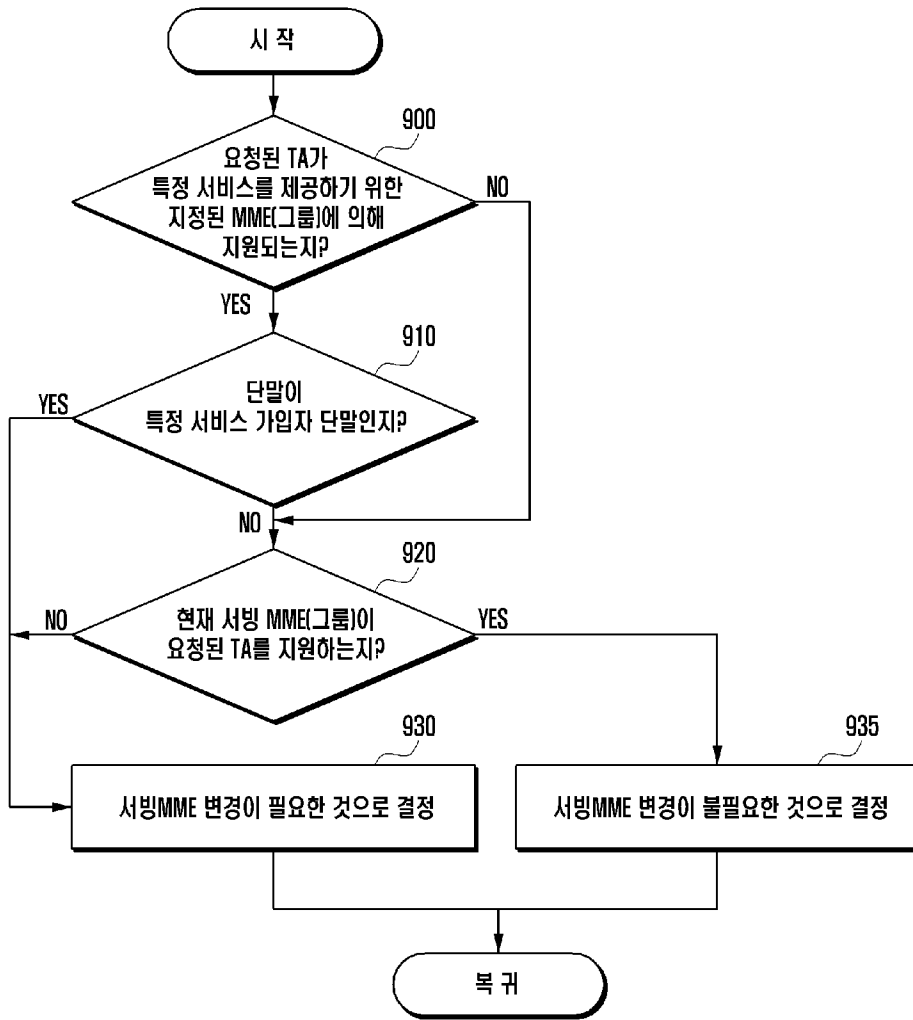 시 작
900
요청된 TA가
특정 서비스를 제공하기 위한
지정된 MME(그룹)에 의해
지원되는지?
NO
YES
910
단말이
특정 서비스 가입자 단말인지?
YES
NO
920
현재 서빙 MME(그룹)이
요청된 TA를 지원하는지?
NO
YES
930
서빙MME 변경이 필요한 것으로 결정
935
서빙MME 변경이 불필요한 것으로 결정
복 귀